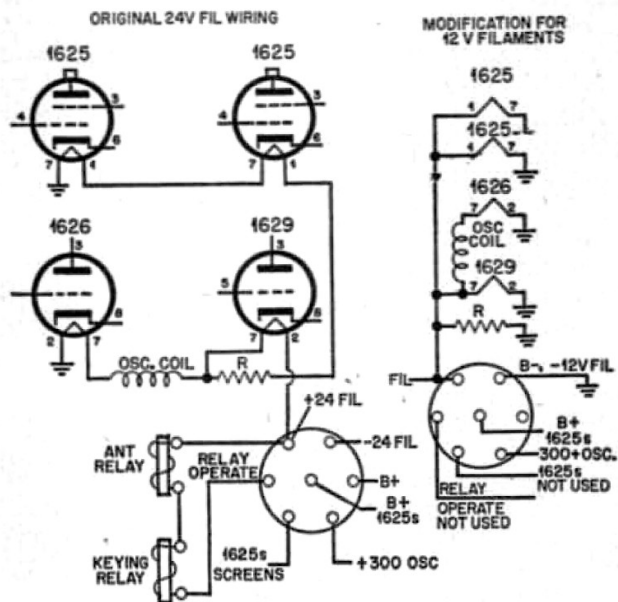 ORIGINAL 24V FIL WIRING
1625
1625
3
4
6
7
1
3
4
6
7
1
1626
1629
3
8
2
7
3
5
8
7
2
OSC. COIL
R
+24 FIL
-24 FIL
ANT
RELAY
RELAY
OPERATE
B+
B+
1625s
KEYING
RELAY
1625s
SCREENS
+300 OSC
MODIFICATION FOR
12 V FILAMENTS
1625
1
7
1625
1
7
1626
7
2
OSC
COIL
1629
7
2
R
FIL
B-, -12V FIL
B+
1625s
300+OSC.
1625s
NOT USED
RELAY
OPERATE
NOT USED